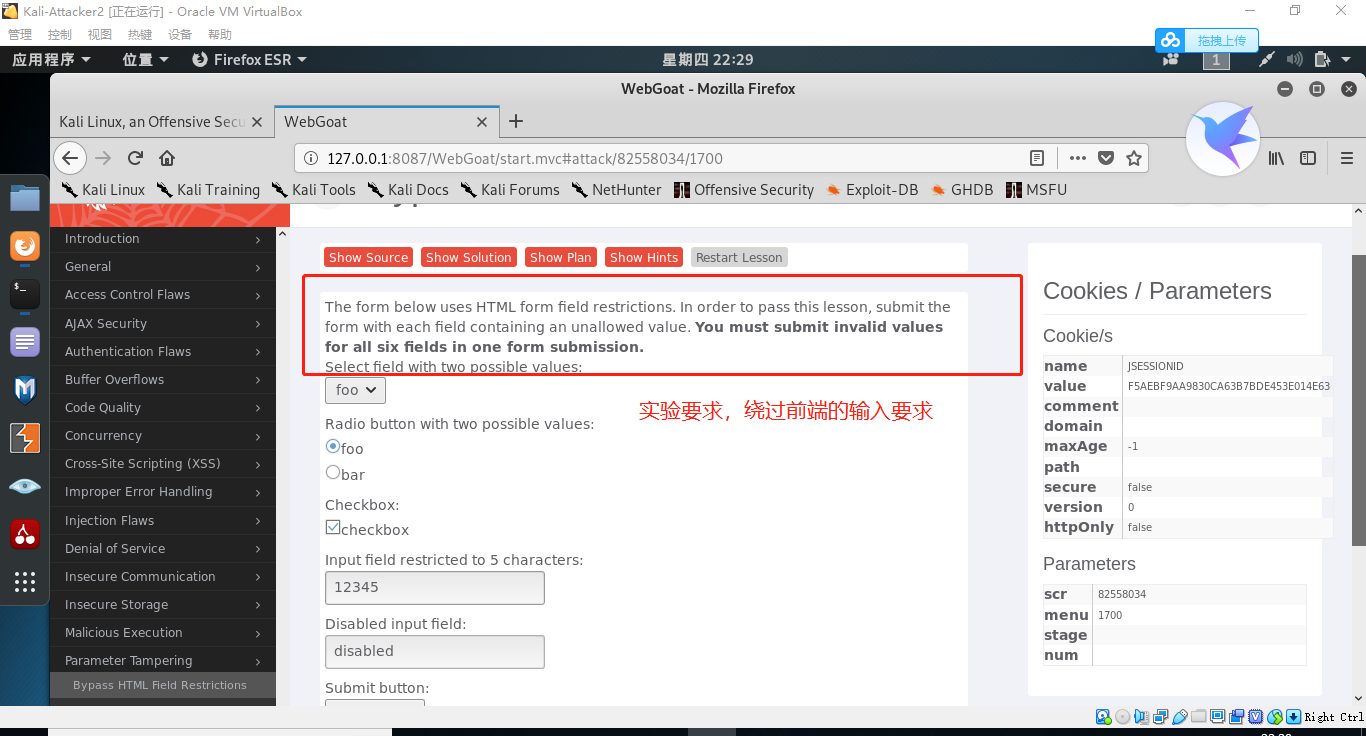 Kali-Attacker2 [正在运行] - Oracle VM VirtualBox
管理 控制 视图 热键 设备 帮助
拖拽上传
应用程序 位置 Firefox ESR 星期四 22:29 1
WebGoat - Mozilla Firefox
Kali Linux, an Offensive Secu WebGoat
127.0.0.1:8087/WebGoat/start.mvc#attack/82558034/1700
Kali Linux Kali Training Kali Tools Kali Docs Kali Forums NetHunter Offensive Security Exploit-DB GHDB MSFU
Introduction
General
Access Control Flaws
AJAX Security
Authentication Flaws
Buffer Overflows
Code Quality
Concurrency
Cross-Site Scripting (XSS)
Improper Error Handling
Injection Flaws
Denial of Service
Insecure Communication
Insecure Storage
Malicious Execution
Parameter Tampering
Bypass HTML Field Restrictions
Show Source Show Solution Show Plan Show Hints Restart Lesson
The form below uses HTML form field restrictions. In order to pass this lesson, submit the
form with each field containing an unallowed value. You must submit invalid values
for all six fields in one form submission.
Select field with two possible values:
foo
实验要求，绕过前端的输入要求
Radio button with two possible values:
foo
bar
Checkbox:
checkbox
Input field restricted to 5 characters:
12345
Disabled input field:
disabled
Submit button:
Cookies / Parameters
Cookie/s
name JSESSIONID
value F5AEBF9AA9830CA63B7BDE453E014E63
comment
domain
maxAge -1
path
secure false
version 0
httpOnly false
Parameters
scr 82558034
menu 1700
stage
num
Right Ctrl